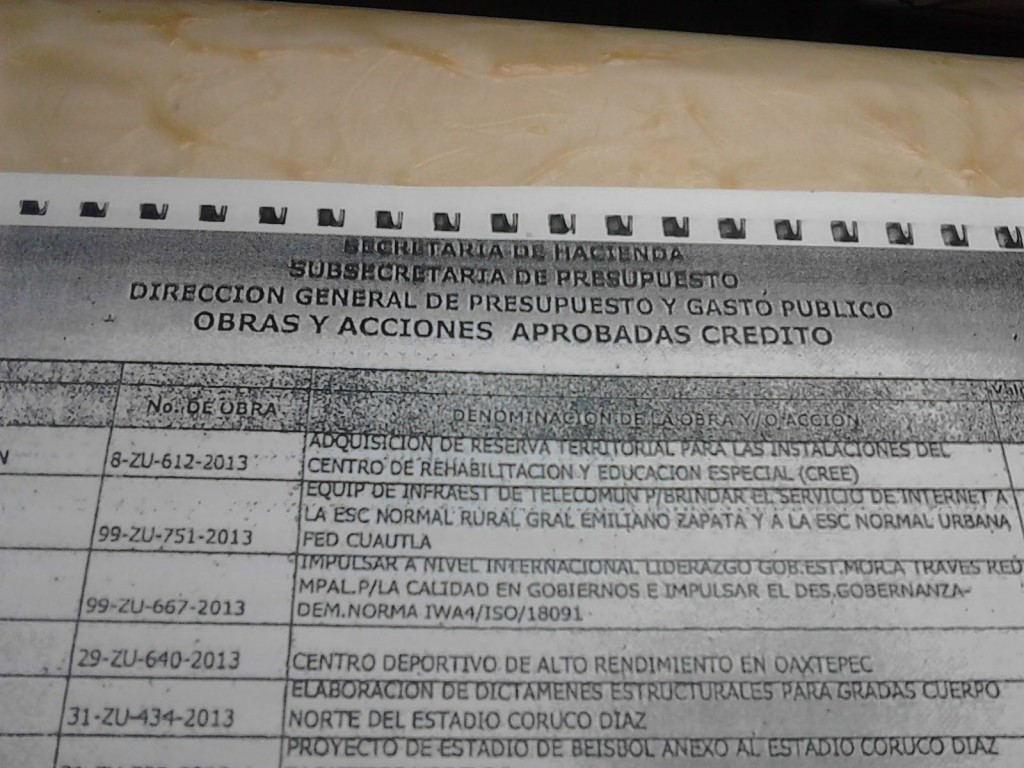 SECRETARIA DE HACIENDA
SUBSECRETARIA DE PRESUPUESTO
DIRECCION GENERAL DE PRESUPUESTO Y GASTO PUBLICO
OBRAS Y ACCIONES APROBADAS CREDITO
No. DE OBRA
DENOMINACION DE LA OBRA Y/O ACCION
8-ZU-612-2013
ADQUISICION DE RESERVA TERRITORIAL PARA LAS INSTALACIONES DEL
CENTRO DE REHABILITACION Y EDUCACION ESPECIAL (CREE)
99-ZU-751-2013
EQUIP DE INFRAEST DE TELECOMUN P/BRINDAR EL SERVICIO DE INTERNET A
LA ESC NORMAL RURAL GRAL EMILIANO ZAPATA Y A LA ESC NORMAL URBANA
FED CUAUTLA
99-ZU-667-2013
IMPULSAR A NIVEL INTERNACIONAL LIDERAZGO GOB.EST.MOR.A TRAVES RED
MPAL.P/LA CALIDAD EN GOBIERNOS E IMPULSAR EL DES.GOBERNANZA-
DEM.NORMA IWA4/ISO/18091
29-ZU-640-2013
CENTRO DEPORTIVO DE ALTO RENDIMIENTO EN OAXTEPEC
31-ZU-434-2013
ELABORACION DE DICTAMENES ESTRUCTURALES PARA GRADAS CUERPO
NORTE DEL ESTADIO CORUCO DIAZ
PROYECTO DE ESTADIO DE BEISBOL ANEXO AL ESTADIO CORUCO DIAZ